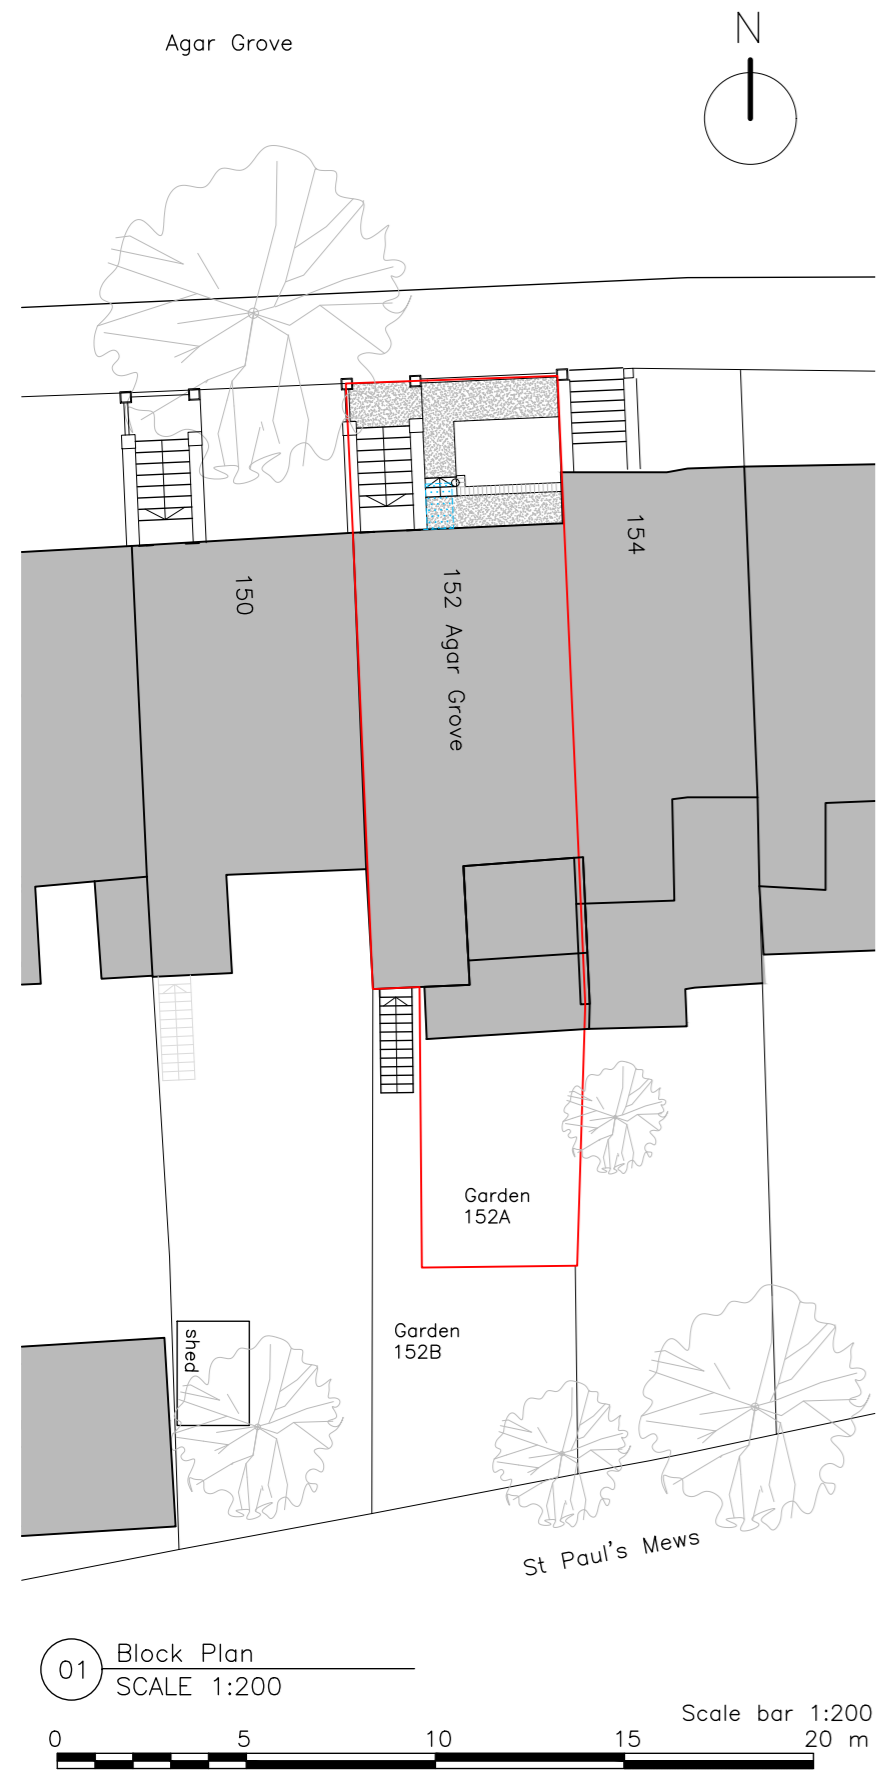 N
Agar Grove
150
152 Agar Grove
154
Garden
152A
Garden
152B
shed
St Paul's Mews
01
Block Plan
SCALE 1:200
Scale bar 1:200
0 5 10 15 20 m